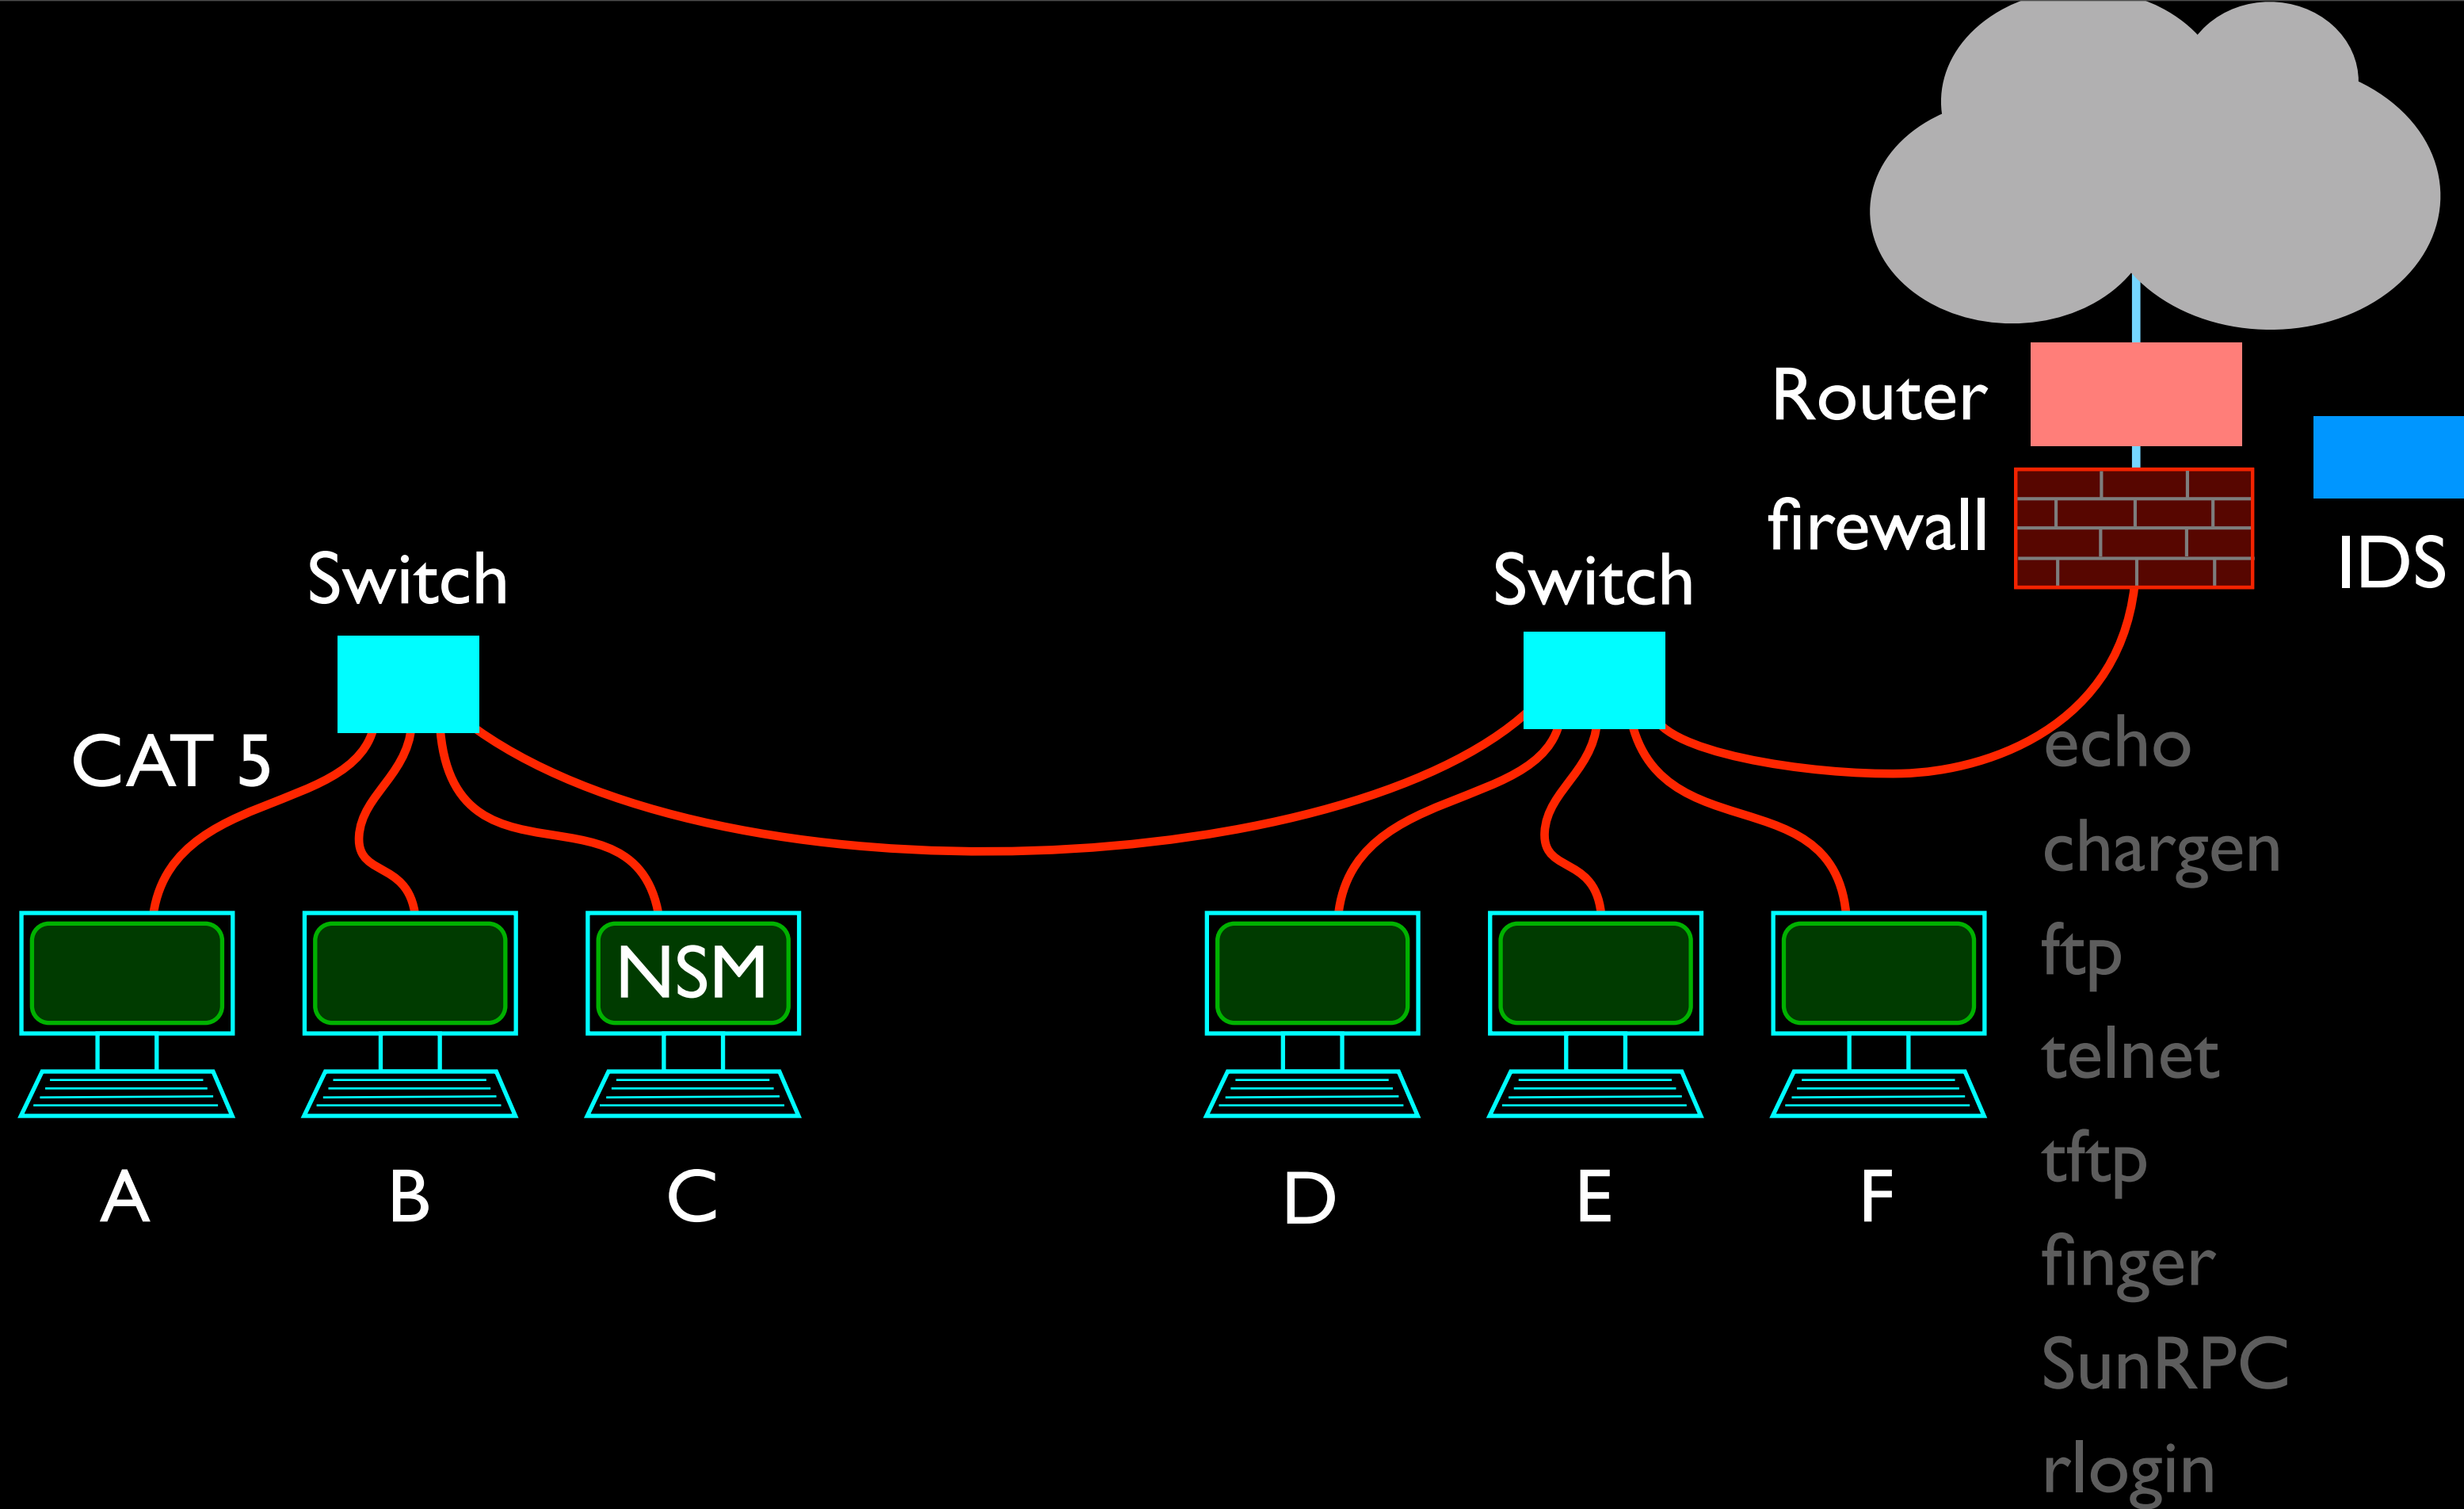 Router
firewall
IDS
Switch
Switch
CAT 5
NSM
A
B
C
D
E
F
echo
chargen
ftp
telnet
tftp
finger
SunRPC
rlogin